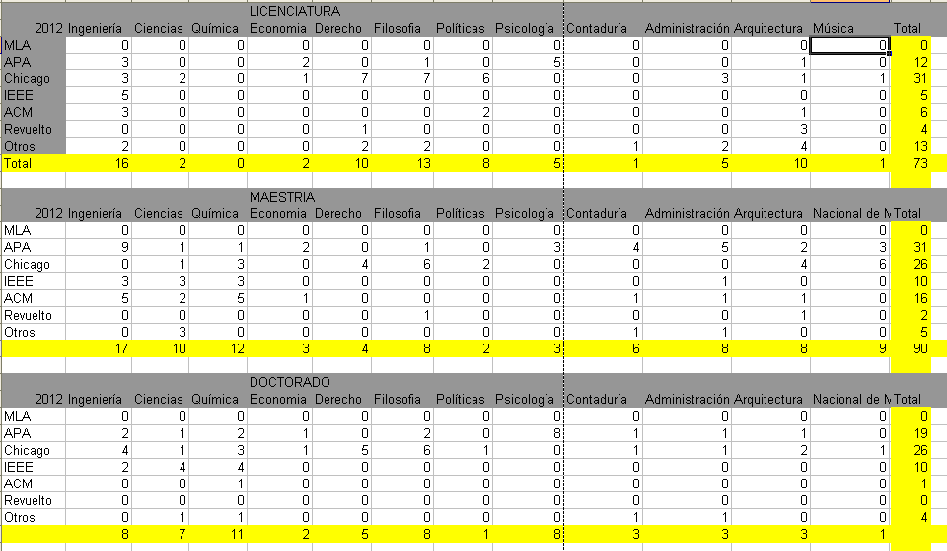 LICENCIATURA
2012 Ingeniería Ciencias Química Economia Derecho Filosofia Políticas Psicologia Contaduria Administración Arquitectura Música Total
MLA 0 0 0 0 0 0 0 0 0 0 0 0 0
APA 3 0 0 2 0 1 0 5 0 0 1 0 12
Chicago 3 2 0 1 7 7 6 0 0 3 1 1 31
IEEE 5 0 0 0 0 0 0 0 0 0 0 0 5
ACM 3 0 0 0 0 0 2 0 0 0 1 0 6
Revuelto 0 0 0 0 1 0 0 0 0 0 3 0 4
Otros 2 0 0 0 2 2 0 0 1 2 4 0 13
Total 16 2 0 2 10 13 8 5 1 5 10 1 73
MAESTRIA
2012 Ingeniería Ciencias Química Economia Derecho Filosofia Políticas Psicologia Contaduria Administración Arquitectura Nacional de M Total
MLA 0 0 0 0 0 0 0 0 0 0 0 0 0
APA 9 1 1 2 0 1 0 3 4 5 2 3 31
Chicago 0 1 3 0 4 6 2 0 0 0 4 6 26
IEEE 3 3 3 0 0 0 0 0 0 1 0 0 10
ACM 5 2 5 1 0 0 0 0 1 1 1 0 16
Revuelto 0 0 0 0 0 1 0 0 0 0 1 0 2
Otros 0 3 0 0 0 0 0 1 1 0 0 5
17 10 12 3 4 8 2 3 6 8 8 9 90
DOCTORADO
2012 Ingeniería Ciencias Química Economia Derecho Filosofia Políticas Psicologia Contaduria Administración Arquitectura Nacional de M Total
MLA 0 0 0 0 0 0 0 0 0 0 0 0 0
APA 2 1 2 1 0 2 0 8 1 1 1 0 19
Chicago 4 1 3 1 5 6 1 0 1 1 2 1 26
IEEE 2 4 4 0 0 0 0 0 0 0 0 0 10
ACM 0 0 1 0 0 0 0 0 0 0 0 0 1
Revuelto 0 0 0 0 0 0 0 0 0 0 0 0 0
Otros 0 1 1 0 0 0 0 0 1 1 0 0 4
8 7 11 2 5 8 1 8 3 3 3 1